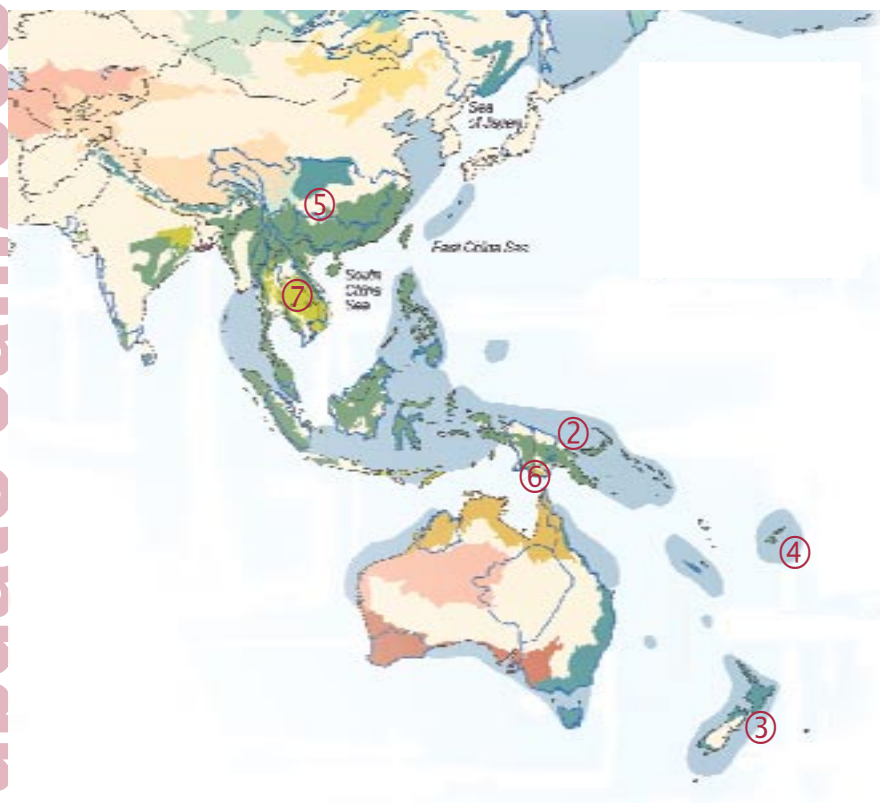 Sea
of Japan
⑤
East China Sea
South
China
Sea
⑦
②
⑥
④
③